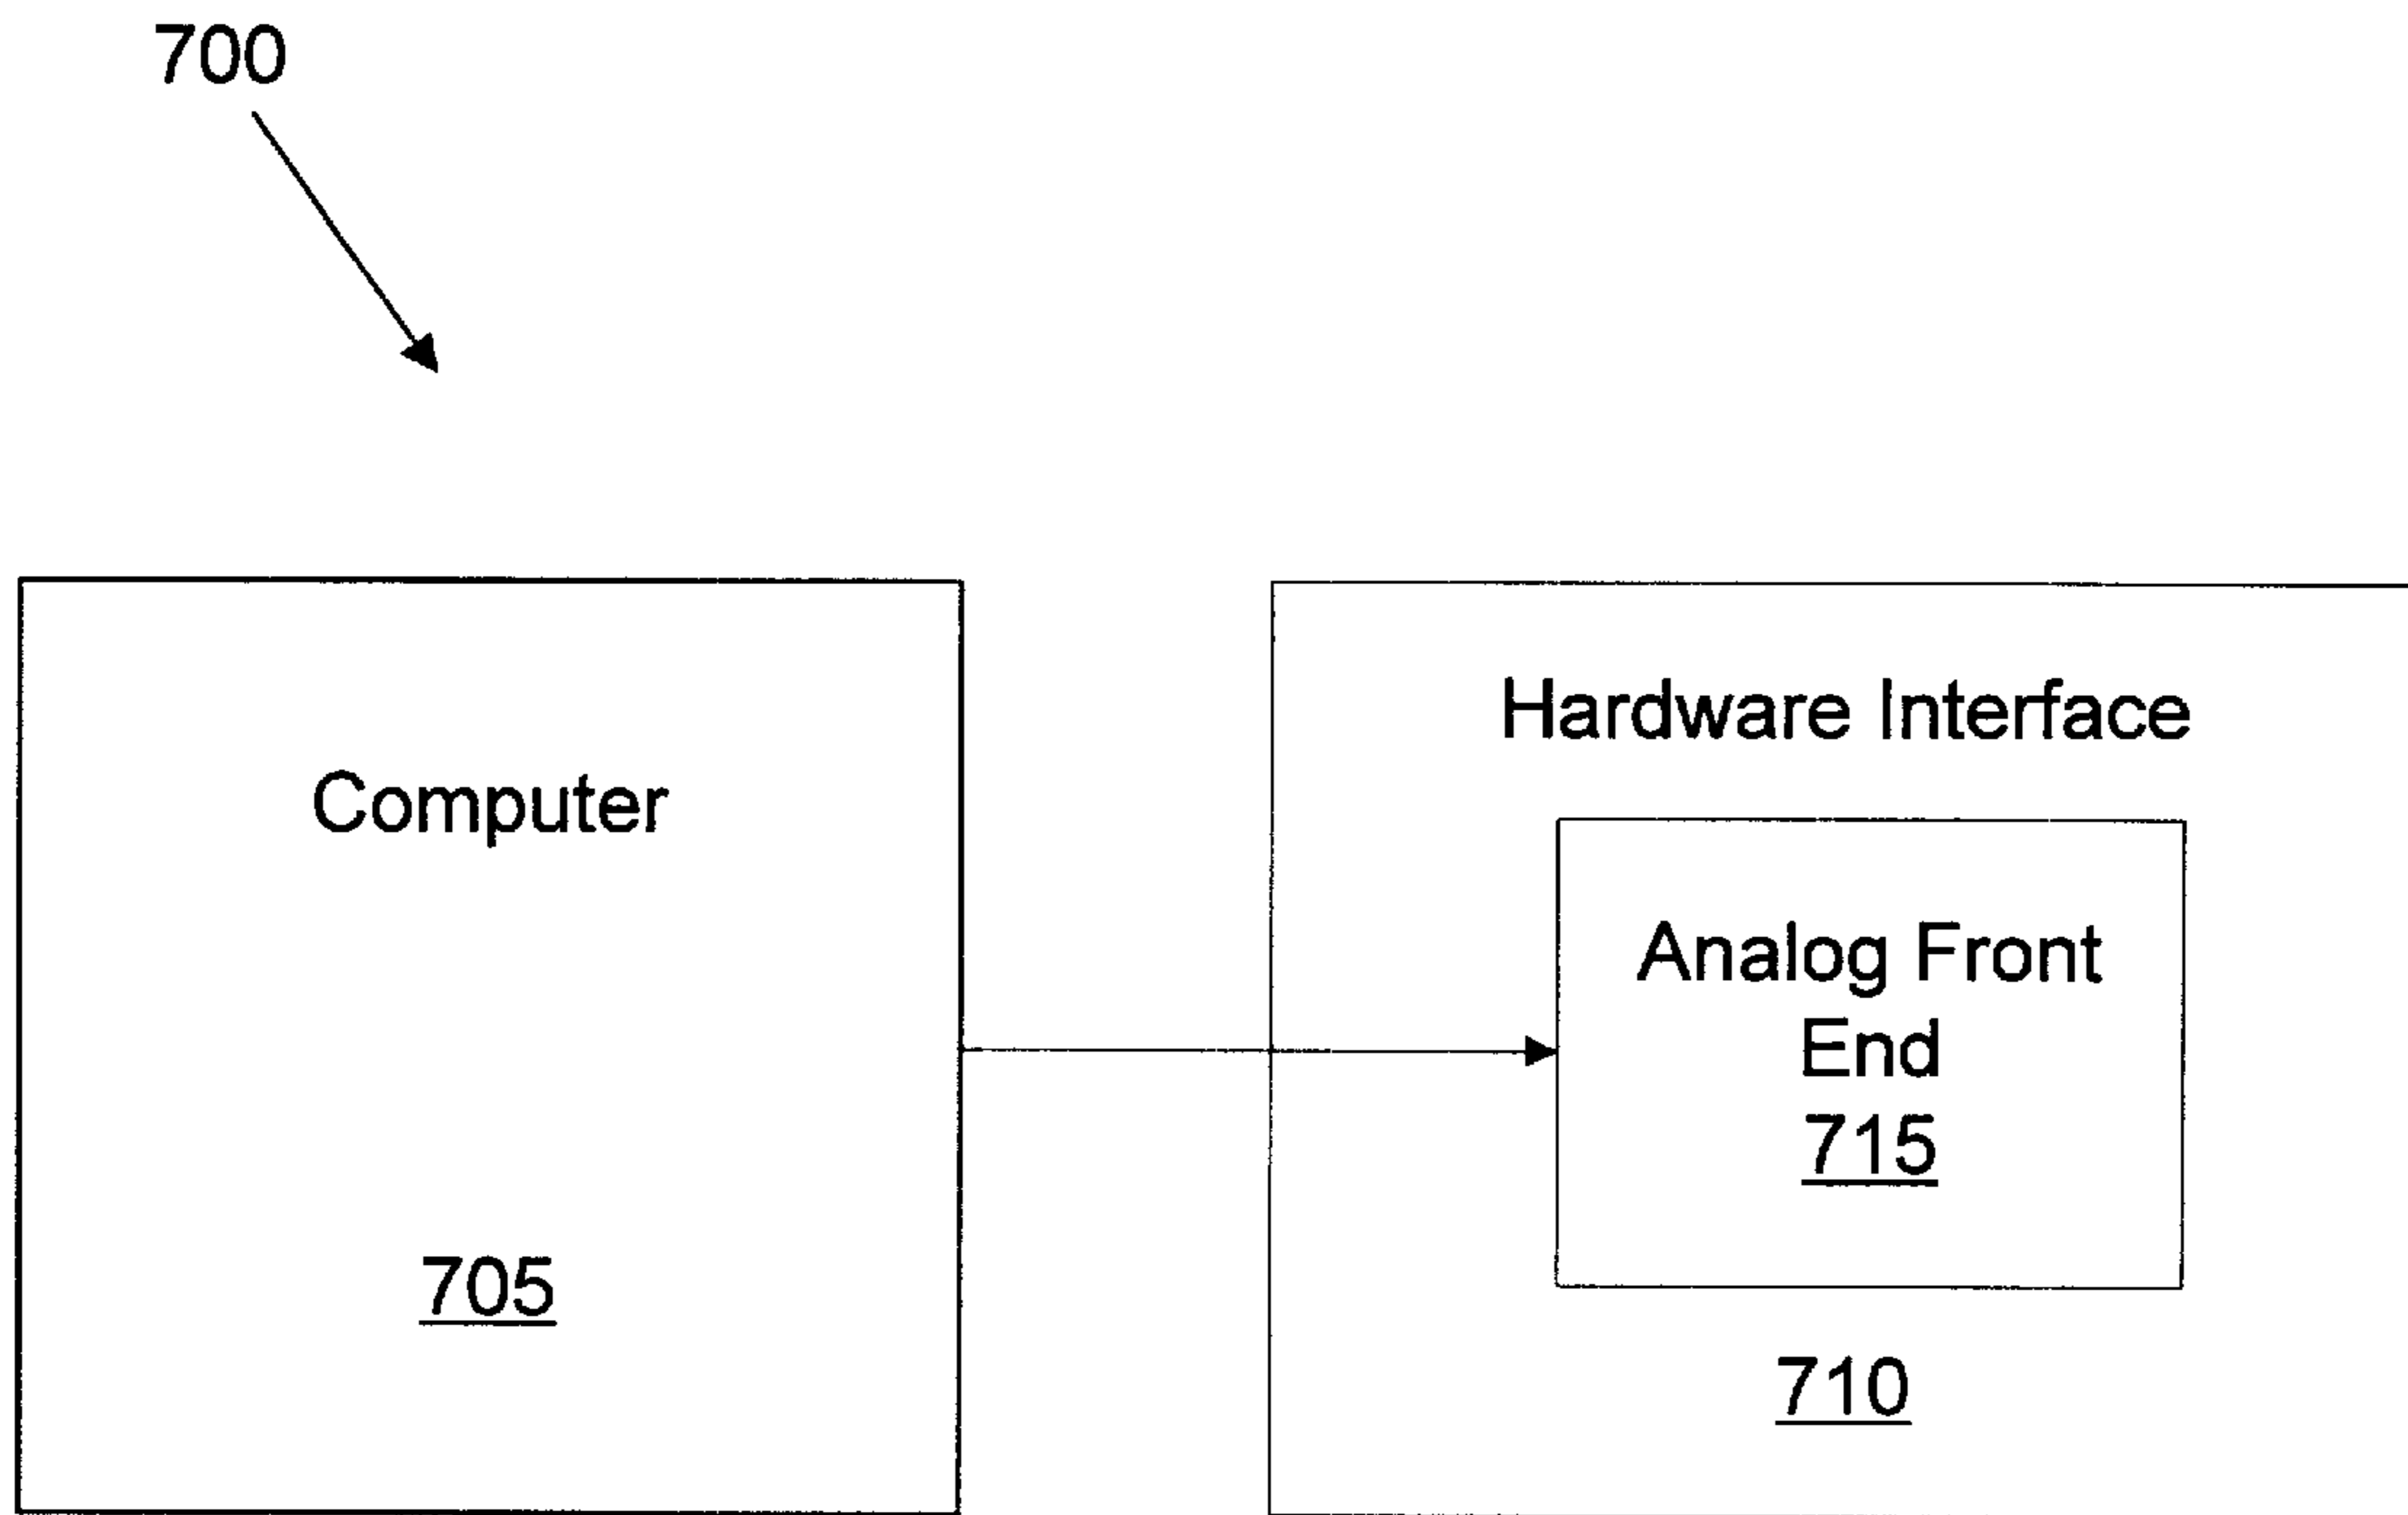 700
Computer
705
Hardware Interface
Analog Front
End
715
710